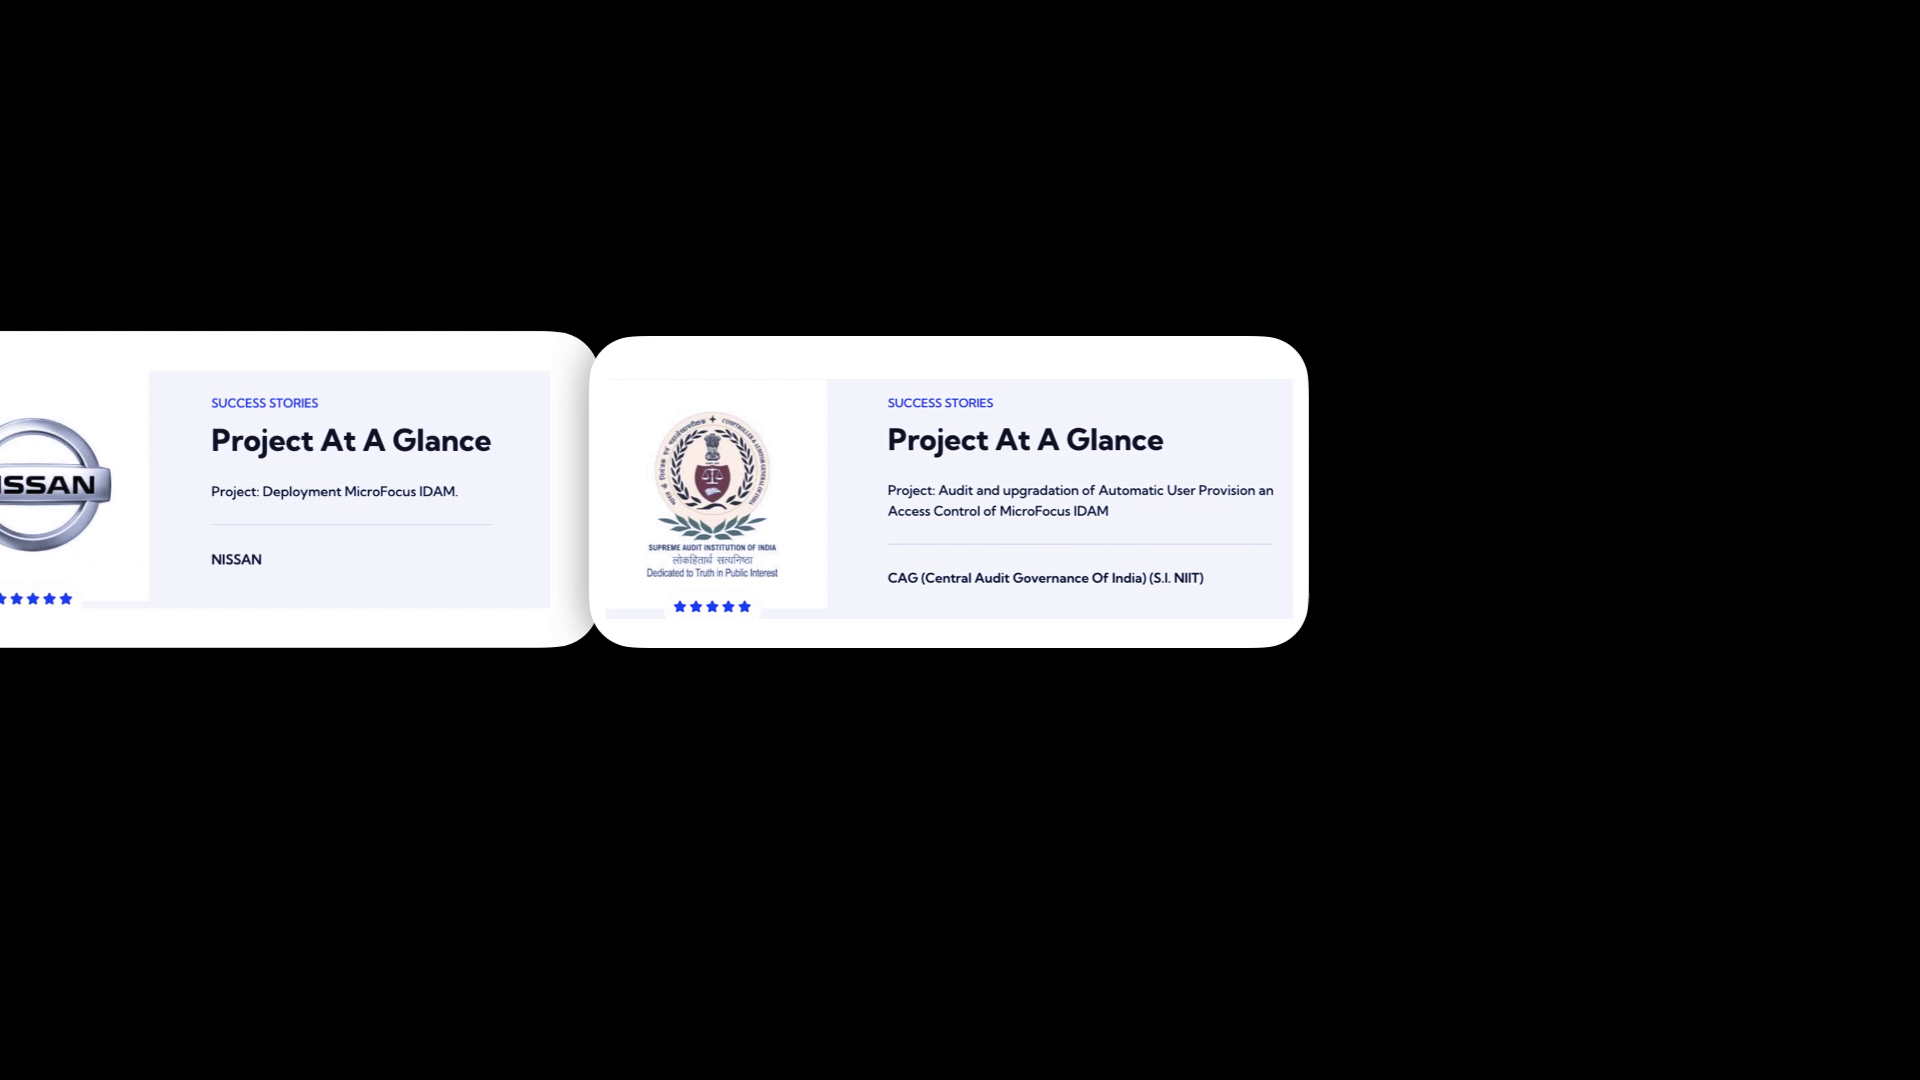 SSAN
SUCCESS STORIES
Project At A Glance
Project: Deployment MicroFocus IDAM.
NISSAN
SUPREME AUDIT INSTITUTION OF INDIA
लोकहितार्थ सत्यनिष्ठा
Dedicated to Truth in Public Interest
SUCCESS STORIES
Project At A Glance
Project: Audit and upgradation of Automatic User Provision an
Access Control of MicroFocus IDAM
CAG (Central Audit Governance Of India) (S.I. NIIT)